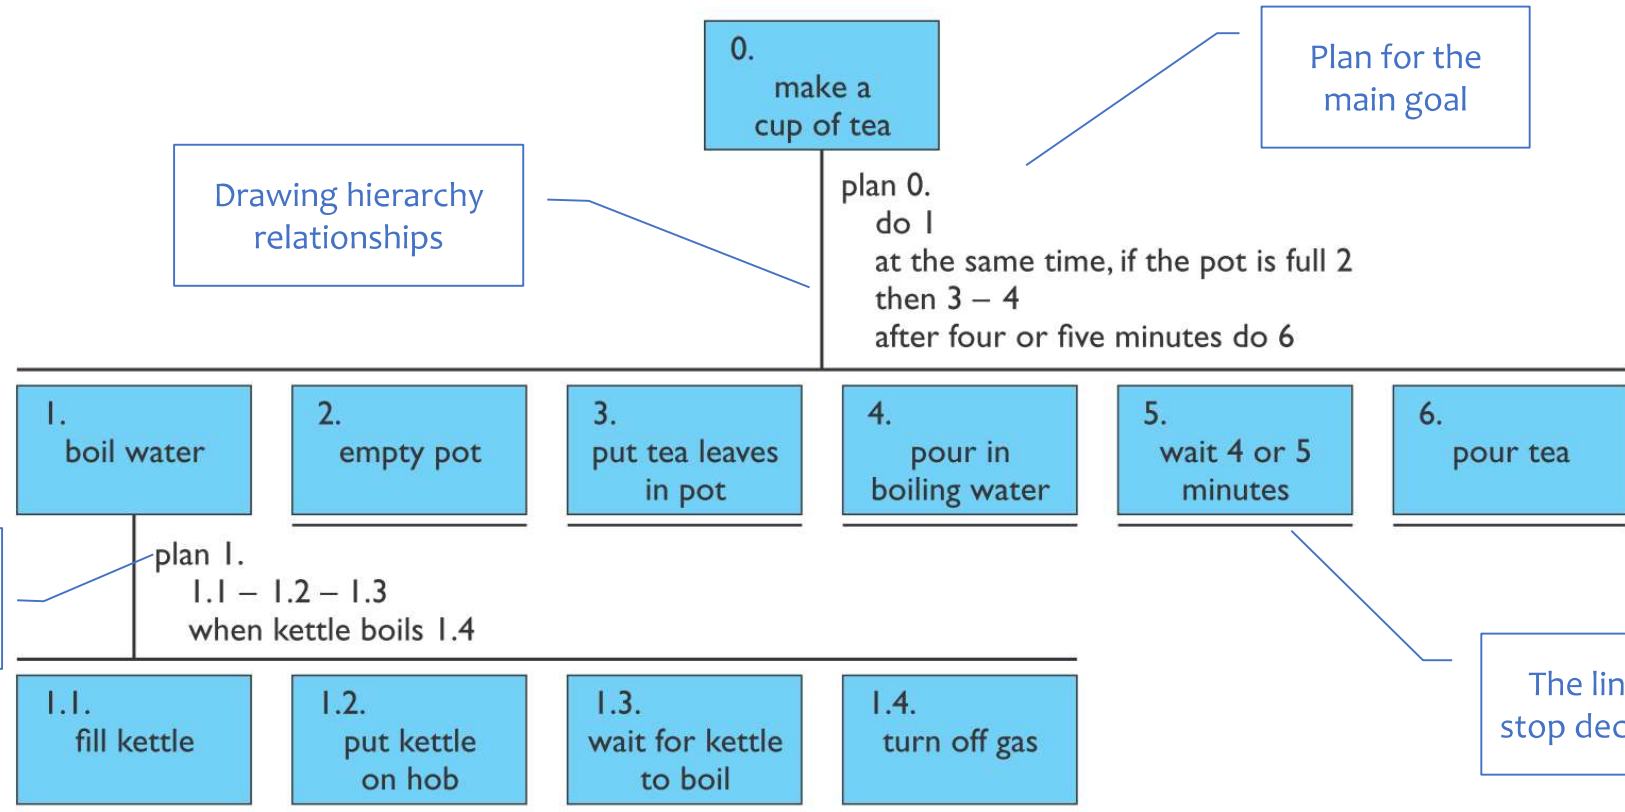 0.
make a
cup of tea
Plan for the
main goal
Drawing hierarchy
relationships
plan 0.
do 1
at the same time, if the pot is full 2
then 3 – 4
after four or five minutes do 6
1.
boil water
2.
empty pot
3.
put tea leaves
in pot
4.
pour in
boiling water
5.
wait 4 or 5
minutes
6.
pour tea
plan 1.
1.1 – 1.2 – 1.3
when kettle boils 1.4
The lin
stop dec
1.1.
fill kettle
1.2.
put kettle
on hob
1.3.
wait for kettle
to boil
1.4.
turn off gas